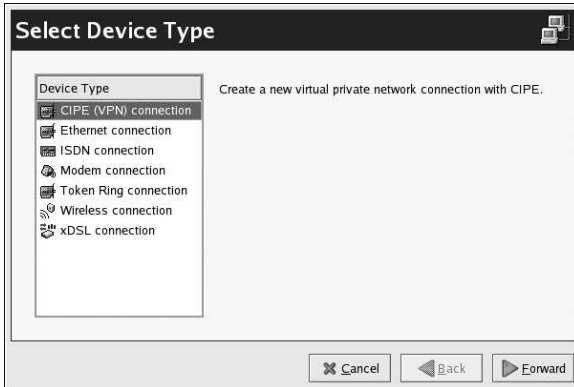 Select Device Type
Device Type
Create a new virtual private network connection with CIPE.
CIPE (VPN) connection
Ethernet connection
ISDN connection
Modem connection
Token Ring connection
Wireless connection
xDSL connection
Cancel
Back
Forward